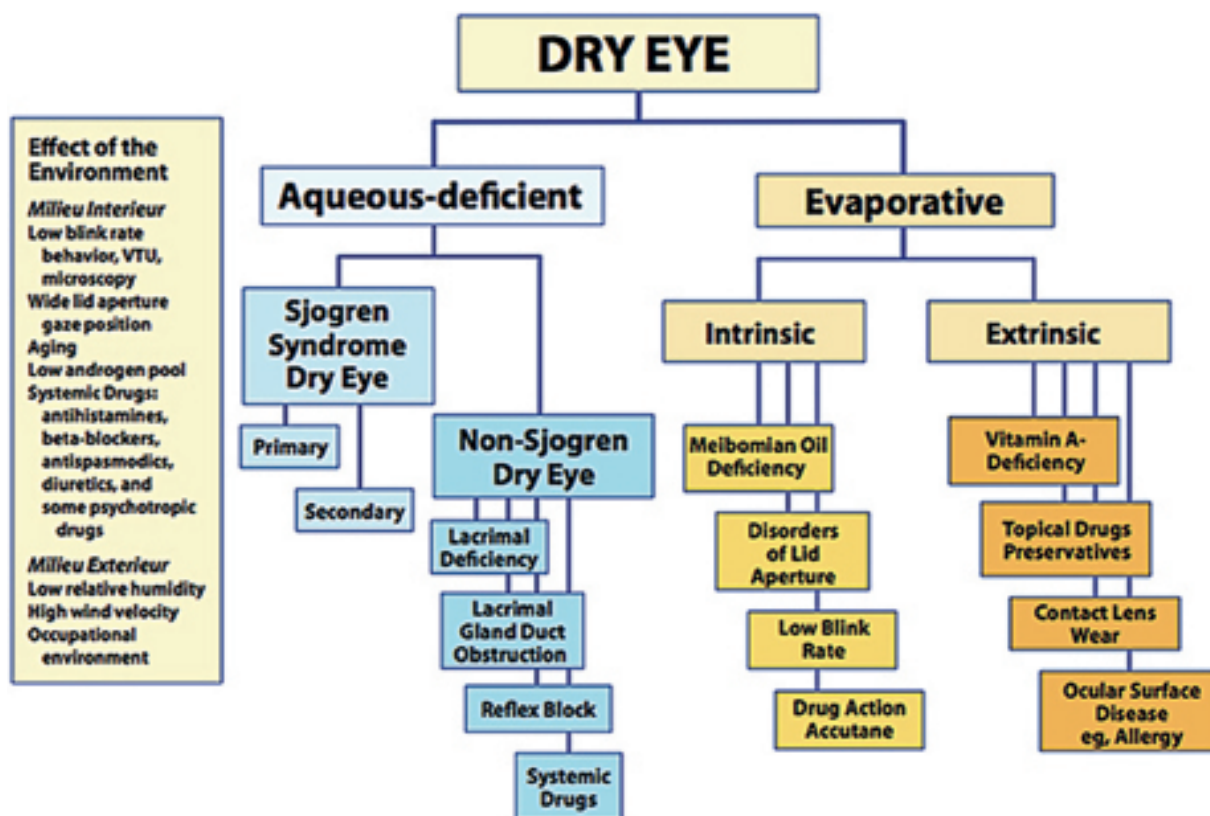 DRY EYE
Effect of the
Environment
Milieu Interieur
Low blink rate
behavior, VTU,
microscopy
Wide lid aperture
gaze position
Aging
Low androgen pool
Systemic Drugs:
antihistamines,
beta-blockers,
antispasmodics,
diuretics, and
some psychotropic
drugs
Milieu Exterieur
Low relative humidity
High wind velocity
Occupational
environment
Aqueous-deficient
Sjogren
Syndrome
Dry Eye
Primary
Secondary
Non-Sjogren
Dry Eye
Lacrimal
Deficiency
Lacrimal
Gland Duct
Obstruction
Reflex Block
Systemic
Drugs
Evaporative
Intrinsic
Meibomian Oil
Deficiency
Disorders
of Lid
Aperture
Low Blink
Rate
Drug Action
Accutane
Extrinsic
Vitamin A-
Deficiency
Topical Drugs
Preservatives
Contact Lens
Wear
Ocular Surface
Disease
eg, Allergy